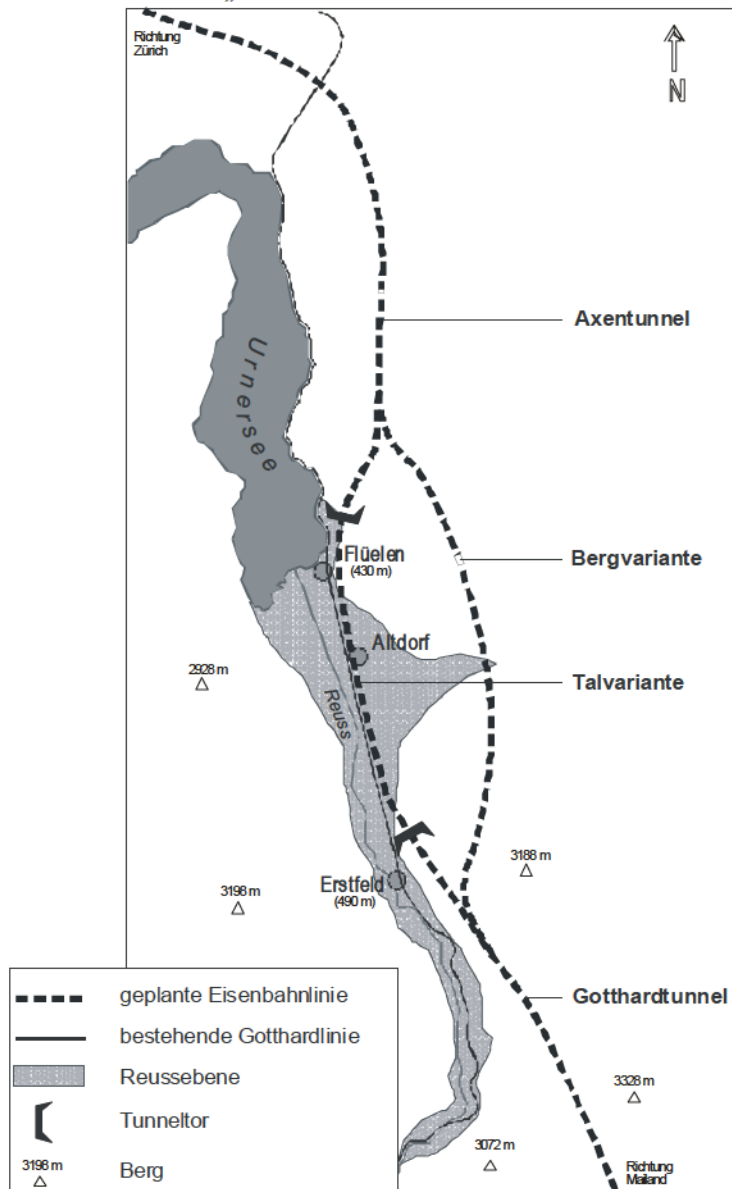 Richtung
Zürich
N
Axentunnel
Urnersee
Bergvariante
Flüelen
(430 m)
Altdorf
2928 m
Talvariante
Reuss
3188 m
Erstfeld
(490 m)
3198 m
Gotthardtunnel
geplante Eisenbahnlinie
bestehende Gotthardlinie
Reussebene
Tunneltor
3198 m
Berg
3328 m
3072 m
Richtung
Mailand